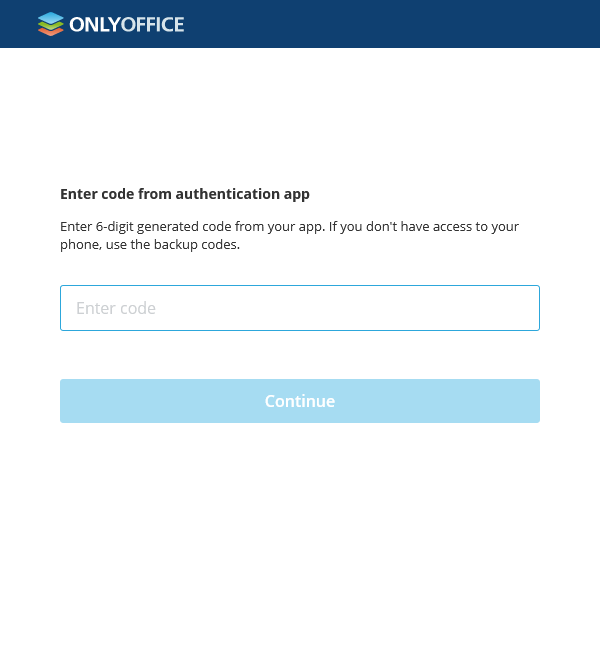 ONLYOFFICE
Enter code from authentication app
Enter 6-digit generated code from your app. If you don't have access to your
phone, use the backup codes.
Enter code
Continue